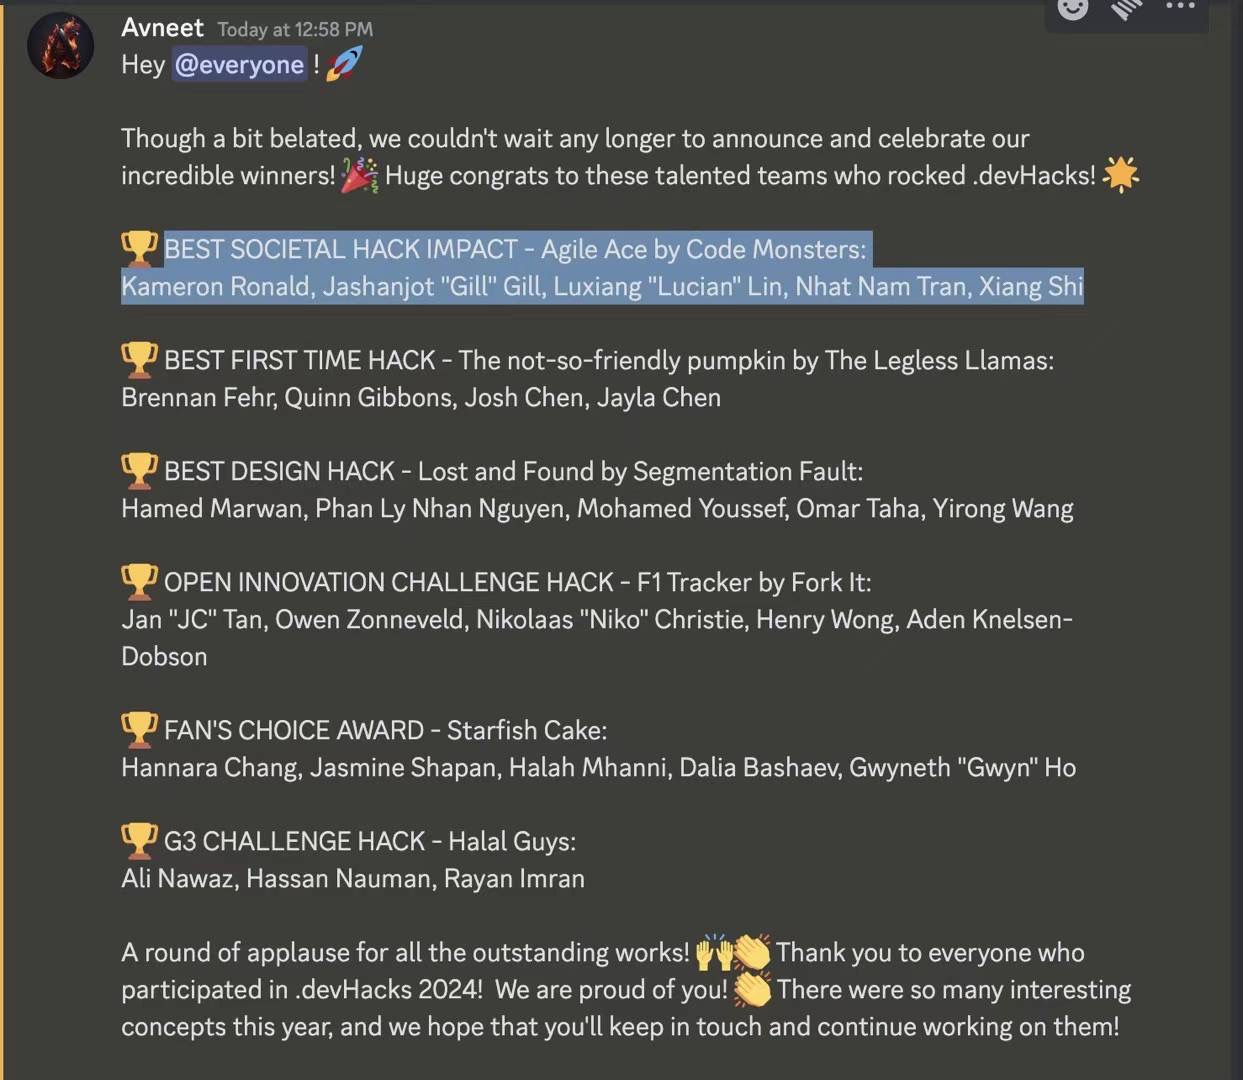 Avneet Today at 12:58 PM
Hey @everyone ! 🚀
Though a bit belated, we couldn't wait any longer to announce and celebrate our
incredible winners! 🎉 Huge congrats to these talented teams who rocked .devHacks! 🌟
🏆 BEST SOCIETAL HACK IMPACT - Agile Ace by Code Monsters:
Kameron Ronald, Jashanjot "Gill" Gill, Luxiang "Lucian" Lin, Nhat Nam Tran, Xiang Shi
🏆 BEST FIRST TIME HACK - The not-so-friendly pumpkin by The Legless Llamas:
Brennan Fehr, Quinn Gibbons, Josh Chen, Jayla Chen
🏆 BEST DESIGN HACK - Lost and Found by Segmentation Fault:
Hamed Marwan, Phan Ly Nhan Nguyen, Mohamed Youssef, Omar Taha, Yirong Wang
🏆 OPEN INNOVATION CHALLENGE HACK - F1 Tracker by Fork It:
Jan "JC" Tan, Owen Zonneveld, Nikolaas "Niko" Christie, Henry Wong, Aden Knelsen-
Dobson
🏆 FAN'S CHOICE AWARD - Starfish Cake:
Hannara Chang, Jasmine Shapan, Halah Mhanni, Dalia Bashaev, Gwyneth "Gwyn" Ho
🏆 G3 CHALLENGE HACK - Halal Guys:
Ali Nawaz, Hassan Nauman, Rayan Imran
A round of applause for all the outstanding works! 🙌👏 Thank you to everyone who
participated in .devHacks 2024! We are proud of you! 👏 There were so many interesting
concepts this year, and we hope that you'll keep in touch and continue working on them!